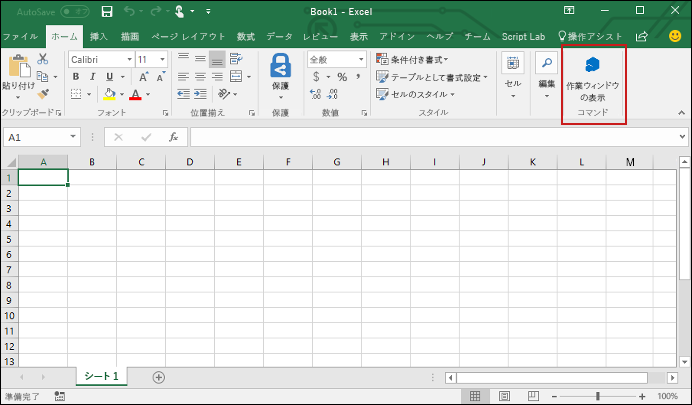 AutoSave オフ Book1 - Excel
ファイル ホーム 挿入 描画 ページ レイアウト 数式 データ レビュー 表示 アドイン ヘルプ チーム Script Lab 操作アシスト
貼り付け
クリップボード
Calibri 11
B I U
フォント
位置揃え
保護
保護
全般
$ % ,
数値
条件付き書式
テーブルとして書式設定
セルのスタイル
スタイル
セル
編集
作業ウィンドウ
の表示
コマンド
A1 fx
A B C D E F G H I J K L M
1
2
3
4
5
6
7
8
9
10
11
12
13
シート 1
準備完了 100%